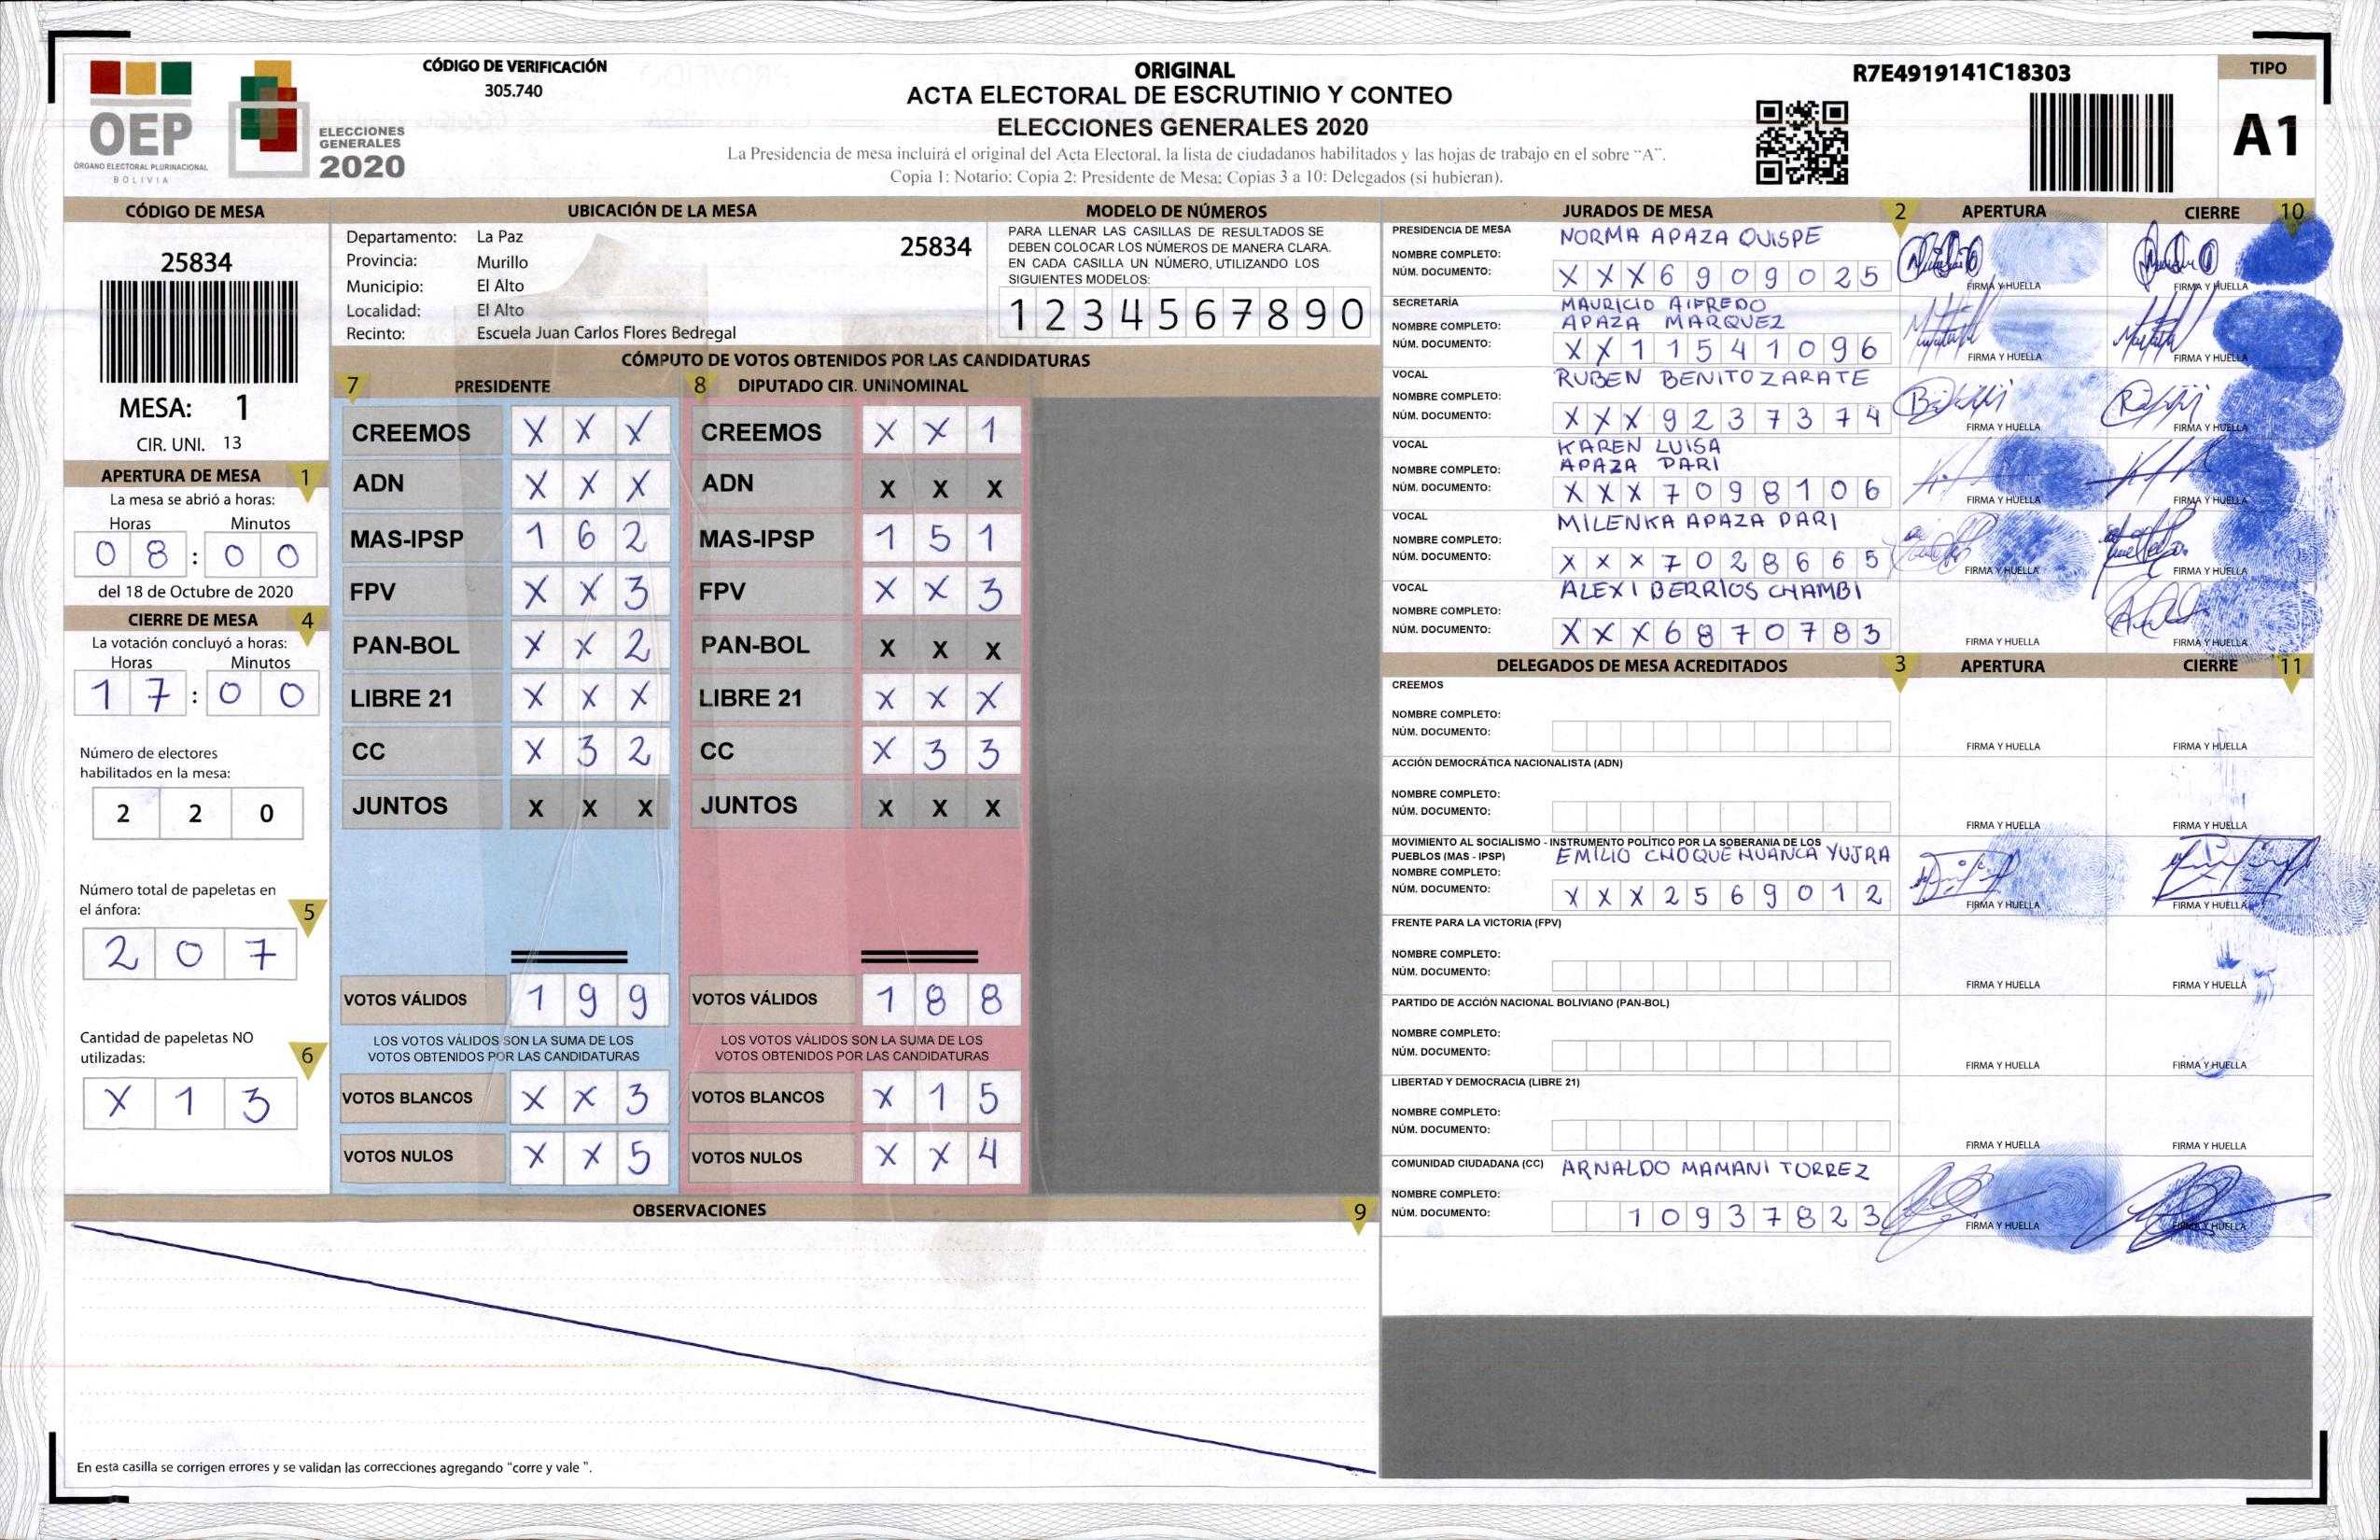 OEP
ÓRGANO ELECTORAL PLURINACIONAL
BOLIVIA
ELECCIONES
GENERALES
2020
CÓDIGO DE VERIFICACIÓN
305.740
ORIGINAL
ACTA ELECTORAL DE ESCRUTINIO Y CONTEO
ELECCIONES GENERALES 2020
La Presidencia de mesa incluirá el original del Acta Electoral, la lista de ciudadanos habilitados y las hojas de trabajo en el sobre "A".
Copia 1: Notario; Copia 2: Presidente de Mesa; Copias 3 a 10: Delegados (si hubieran).
R7E4919141C18303
TIPO
A1
CÓDIGO DE MESA
25834
MESA: 1
CIR. UNI. 13
APERTURA DE MESA 1
La mesa se abrió a horas:
Horas Minutos
0 8 : 0 0
del 18 de Octubre de 2020
CIERRE DE MESA 4
La votación concluyó a horas:
Horas Minutos
1 7 : 0 0
Número de electores
habilitados en la mesa:
2 2 0
Número total de papeletas en
el ánfora: 5
2 0 7
Cantidad de papeletas NO
utilizadas: 6
X 1 3
UBICACIÓN DE LA MESA
Departamento: La Paz 25834
Provincia: Murillo
Municipio: El Alto
Localidad: El Alto
Recinto: Escuela Juan Carlos Flores Bedregal
MODELO DE NÚMEROS
PARA LLENAR LAS CASILLAS DE RESULTADOS SE
DEBEN COLOCAR LOS NÚMEROS DE MANERA CLARA.
EN CADA CASILLA UN NÚMERO, UTILIZANDO LOS
SIGUIENTES MODELOS:
1 2 3 4 5 6 7 8 9 0
CÓMPUTO DE VOTOS OBTENIDOS POR LAS CANDIDATURAS
7 PRESIDENTE 8 DIPUTADO CIR. UNINOMINAL
CREEMOS X X X CREEMOS X X 1
ADN X X X ADN X X X
MAS-IPSP 1 6 2 MAS-IPSP 1 5 1
FPV X X 3 FPV X X 3
PAN-BOL X X 2 PAN-BOL X X X
LIBRE 21 X X X LIBRE 21 X X X
CC X 3 2 CC X 3 3
JUNTOS X X X JUNTOS X X X
VOTOS VÁLIDOS 1 9 9 VOTOS VÁLIDOS 1 8 8
LOS VOTOS VÁLIDOS SON LA SUMA DE LOS LOS VOTOS VÁLIDOS SON LA SUMA DE LOS
VOTOS OBTENIDOS POR LAS CANDIDATURAS VOTOS OBTENIDOS POR LAS CANDIDATURAS
VOTOS BLANCOS X X 3 VOTOS BLANCOS X 1 5
VOTOS NULOS X X 5 VOTOS NULOS X X 4
OBSERVACIONES 9
En esta casilla se corrigen errores y se validan las correcciones agregando "corre y vale ".
JURADOS DE MESA 2 APERTURA CIERRE 10
PRESIDENCIA DE MESA NORMA APAZA QUISPE
NOMBRE COMPLETO:
NÚM. DOCUMENTO: X X X 6 9 0 9 0 2 5
FIRMA Y HUELLA FIRMA Y HUELLA
SECRETARÍA MAURICIO AlFREDO
NOMBRE COMPLETO: APAZA MARQUEZ
NÚM. DOCUMENTO: X X 1 1 5 4 1 0 9 6
FIRMA Y HUELLA FIRMA Y HUELLA
VOCAL RUBEN BENITO ZARATE
NOMBRE COMPLETO:
NÚM. DOCUMENTO: X X X 9 2 3 7 3 7 4
FIRMA Y HUELLA FIRMA Y HUELLA
VOCAL KAREN LUISA
NOMBRE COMPLETO: APAZA DARI
NÚM. DOCUMENTO: X X X 7 0 9 8 1 0 6
FIRMA Y HUELLA FIRMA Y HUELLA
VOCAL MILENKA APAZA DARI
NOMBRE COMPLETO:
NÚM. DOCUMENTO: X X X 7 0 2 8 6 6 5
FIRMA Y HUELLA FIRMA Y HUELLA
VOCAL ALEXI BERRIOS CHAMBI
NOMBRE COMPLETO:
NÚM. DOCUMENTO: X X X 6 8 7 0 7 8 3
FIRMA Y HUELLA FIRMA Y HUELLA
DELEGADOS DE MESA ACREDITADOS 3 APERTURA CIERRE 11
CREEMOS
NOMBRE COMPLETO:
NÚM. DOCUMENTO:
FIRMA Y HUELLA FIRMA Y HUELLA
ACCIÓN DEMOCRÁTICA NACIONALISTA (ADN)
NOMBRE COMPLETO:
NÚM. DOCUMENTO:
FIRMA Y HUELLA FIRMA Y HUELLA
MOVIMIENTO AL SOCIALISMO - INSTRUMENTO POLÍTICO POR LA SOBERANIA DE LOS
PUEBLOS (MAS - IPSP) EMILIO CHOQUEHUANCA YUJRA
NOMBRE COMPLETO:
NÚM. DOCUMENTO: X X X 2 5 6 9 0 1 2
FIRMA Y HUELLA FIRMA Y HUELLA
FRENTE PARA LA VICTORIA (FPV)
NOMBRE COMPLETO:
NÚM. DOCUMENTO:
FIRMA Y HUELLA FIRMA Y HUELLA
PARTIDO DE ACCIÓN NACIONAL BOLIVIANO (PAN-BOL)
NOMBRE COMPLETO:
NÚM. DOCUMENTO:
FIRMA Y HUELLA FIRMA Y HUELLA
LIBERTAD Y DEMOCRACIA (LIBRE 21)
NOMBRE COMPLETO:
NÚM. DOCUMENTO:
FIRMA Y HUELLA FIRMA Y HUELLA
COMUNIDAD CIUDADANA (CC) ARNALDO MAMANI TORREZ
NOMBRE COMPLETO:
NÚM. DOCUMENTO: 1 0 9 3 7 8 2 3
FIRMA Y HUELLA FIRMA Y HUELLA